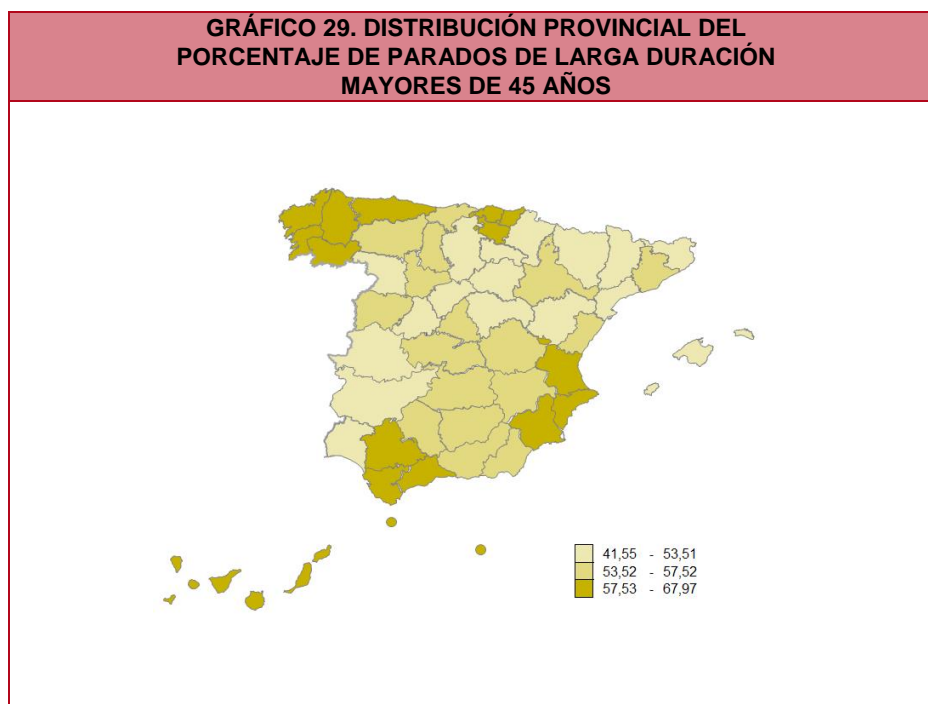 GRÁFICO 29. DISTRIBUCIÓN PROVINCIAL DEL
PORCENTAJE DE PARADOS DE LARGA DURACIÓN
MAYORES DE 45 AÑOS
41,55 - 53,51
53,52 - 57,52
57,53 - 67,97